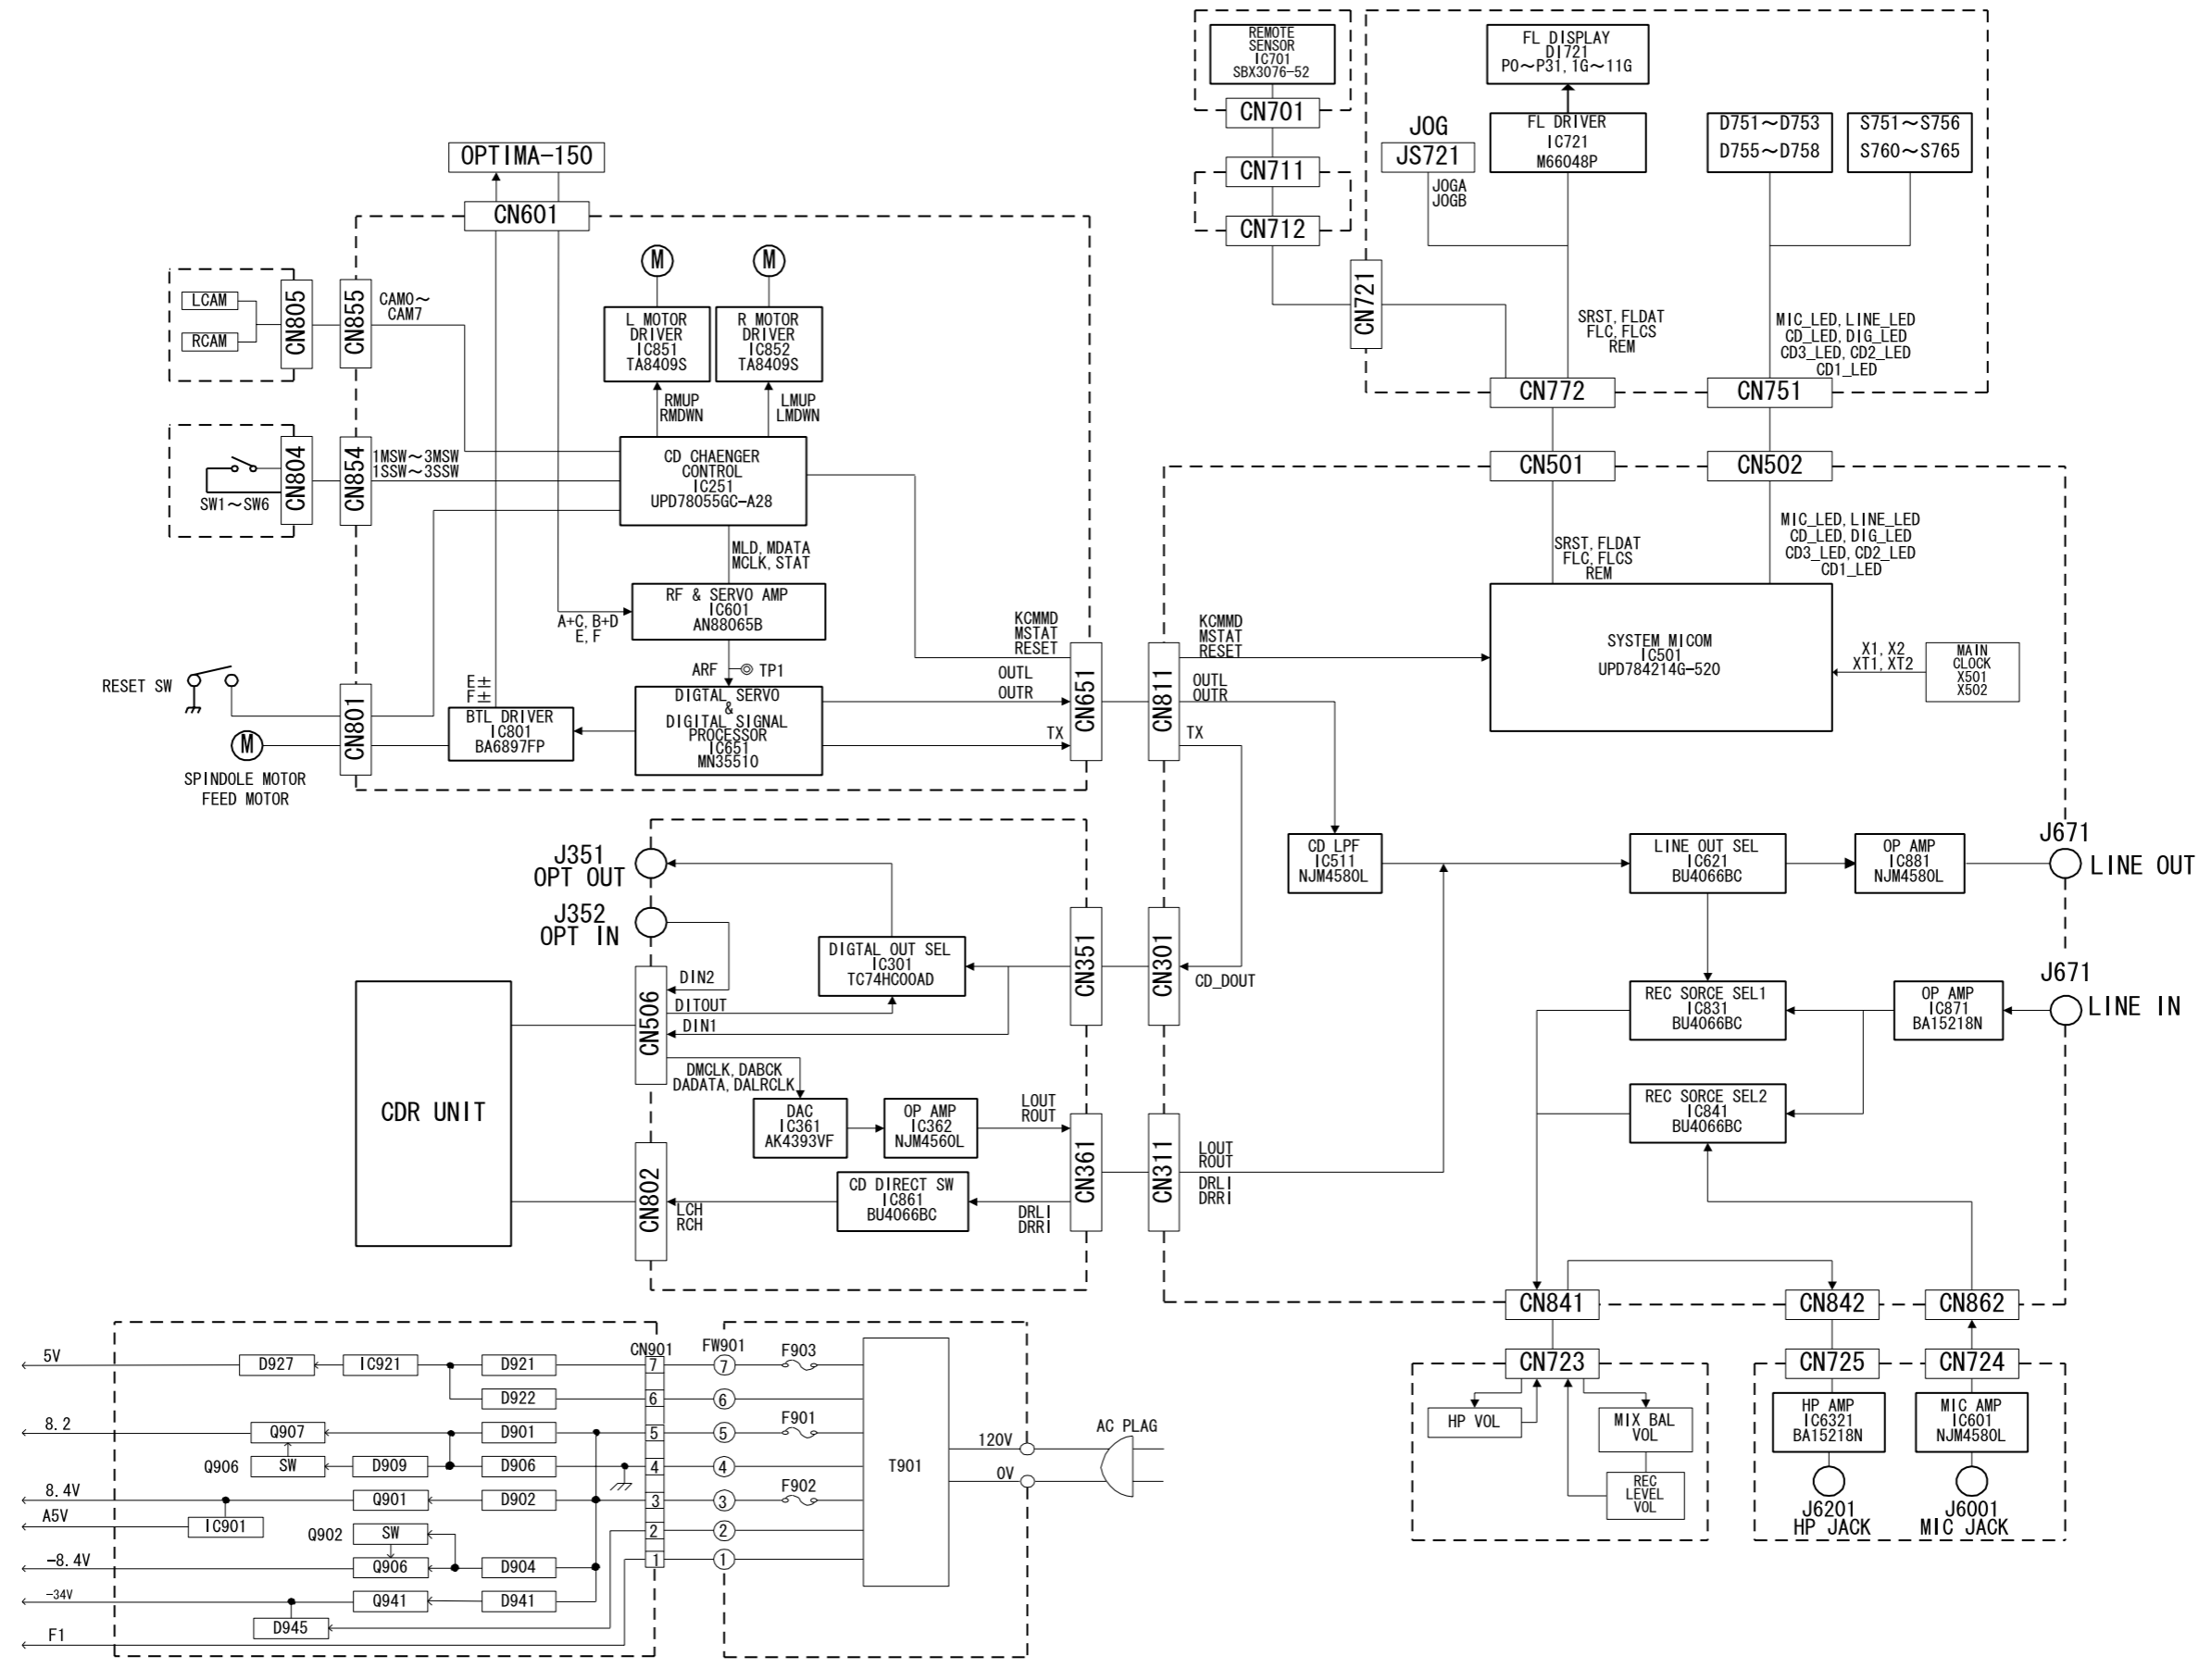 REMOTE
SENSOR
IC701
SBX3076-52
CN701
CN711
CN712
CN721
FL DISPLAY
DI721
P0～P31, 1G～11G
FL DRIVER
IC721
M66048P
JOG
JS721
JOGA
JOGB
D751～D753
D755～D758
S751～S756
S760～S765
SRST, FLDAT
FLC, FLCS
REM
MIC_LED, LINE_LED
CD_LED, DIG_LED
CD3_LED, CD2_LED
CD1_LED
CN772
CN751
OPTIMA-150
CN601
LCAM
RCAM
CN805
CN855
CAM0～
CAM7
M
M
L MOTOR
DRIVER
IC851
TA8409S
R MOTOR
DRIVER
IC852
TA8409S
RMUP
RMDWN
LMUP
LMDWN
SW1～SW6
CN804
CN854
1MSW～3MSW
1SSW～3SSW
CD CHAENGER
CONTROL
IC251
UPD78055GC-A28
MLD, MDATA
MCLK, STAT
RF & SERVO AMP
IC601
AN88065B
A+C, B+D
E, F
ARF
TP1
DIGTAL SERVO
&
DIGITAL SIGNAL
PROCESSOR
IC651
MN35510
E±
F±
BTL DRIVER
IC801
BA6897FP
RESET SW
CN801
M
SPINDOLE MOTOR
FEED MOTOR
KCMMD
MSTAT
RESET
OUTL
OUTR
TX
CN651
CN811
KCMMD
MSTAT
RESET
OUTL
OUTR
TX
CN501
CN502
SRST, FLDAT
FLC, FLCS
REM
MIC_LED, LINE_LED
CD_LED, DIG_LED
CD3_LED, CD2_LED
CD1_LED
SYSTEM MICOM
IC501
UPD784214G-520
X1, X2
XT1, XT2
MAIN
CLOCK
X501
X502
CD LPF
IC511
NJM4580L
LINE OUT SEL
IC621
BU4066BC
OP AMP
IC881
NJM4580L
J671
LINE OUT
REC SORCE SEL1
IC831
BU4066BC
OP AMP
IC871
BA15218N
J671
LINE IN
REC SORCE SEL2
IC841
BU4066BC
J351
OPT OUT
J352
OPT IN
DIGTAL OUT SEL
IC301
TC74HC00AD
CN351
CN301
CD_DOUT
DIN2
DITOUT
DIN1
CN506
CDR UNIT
DMCLK, DABCK
DADATA, DALRCLK
DAC
IC361
AK4393VF
OP AMP
IC362
NJM4560L
LOUT
ROUT
CN361
CN311
LOUT
ROUT
DRLI
DRRI
CD DIRECT SW
IC861
BU4066BC
DRLI
DRRI
CN802
LCH
RCH
CN841
CN842
CN862
CN723
CN725
CN724
HP VOL
MIX BAL
VOL
REC
LEVEL
VOL
HP AMP
IC6321
BA15218N
MIC AMP
IC601
NJM4580L
J6201
HP JACK
J6001
MIC JACK
CN901
FW901
5V
D927
IC921
D921
7
7
F903
D922
6
6
8.2
Q907
D901
5
5
F901
Q906
SW
D909
D906
4
4
8.4V
Q901
D902
3
3
F902
A5V
IC901
Q902
SW
2
2
-8.4V
Q906
D904
1
1
-34V
Q941
D941
D945
F1
T901
120V
0V
AC PLAG